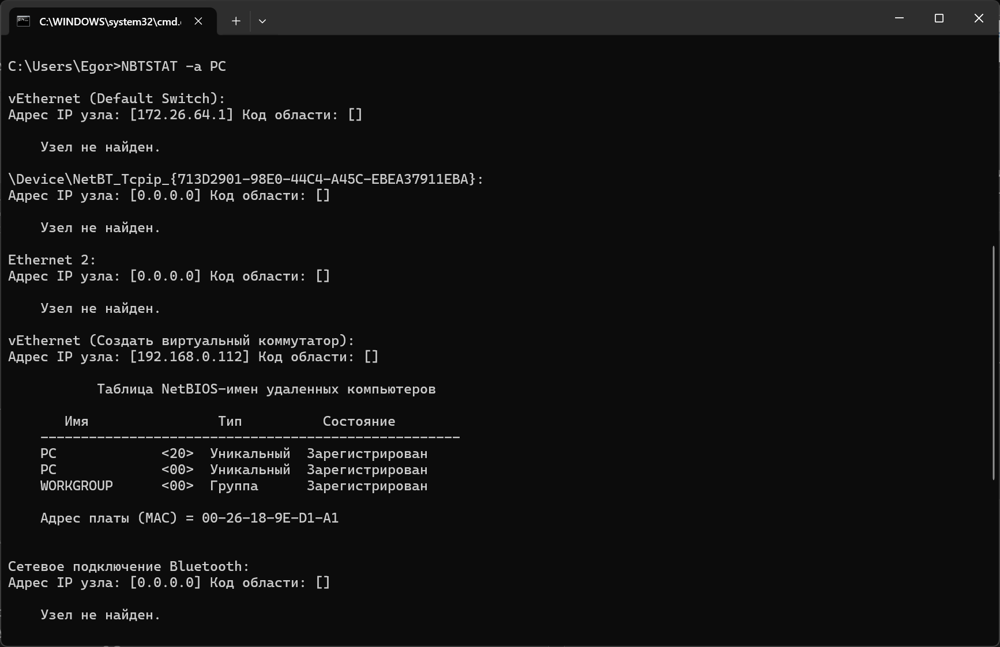 C:\WINDOWS\system32\cmd.
C:\Users\Egor>NBTSTAT -a PC
vEthernet (Default Switch):
Адрес IP узла: [172.26.64.1] Код области: []
Узел не найден.
\Device\NetBT_Tcpip_{713D2901-98E0-44C4-A45C-EBEA37911EBA}:
Адрес IP узла: [0.0.0.0] Код области: []
Узел не найден.
Ethernet 2:
Адрес IP узла: [0.0.0.0] Код области: []
Узел не найден.
vEthernet (Создать виртуальный коммутатор):
Адрес IP узла: [192.168.0.112] Код области: []
Таблица NetBIOS-имен удаленных компьютеров
Имя Тип Состояние
----------------------------------------------------
PC <20> Уникальный Зарегистрирован
PC <00> Уникальный Зарегистрирован
WORKGROUP <00> Группа Зарегистрирован
Адрес платы (MAC) = 00-26-18-9E-D1-A1
Сетевое подключение Bluetooth:
Адрес IP узла: [0.0.0.0] Код области: []
Узел не найден.